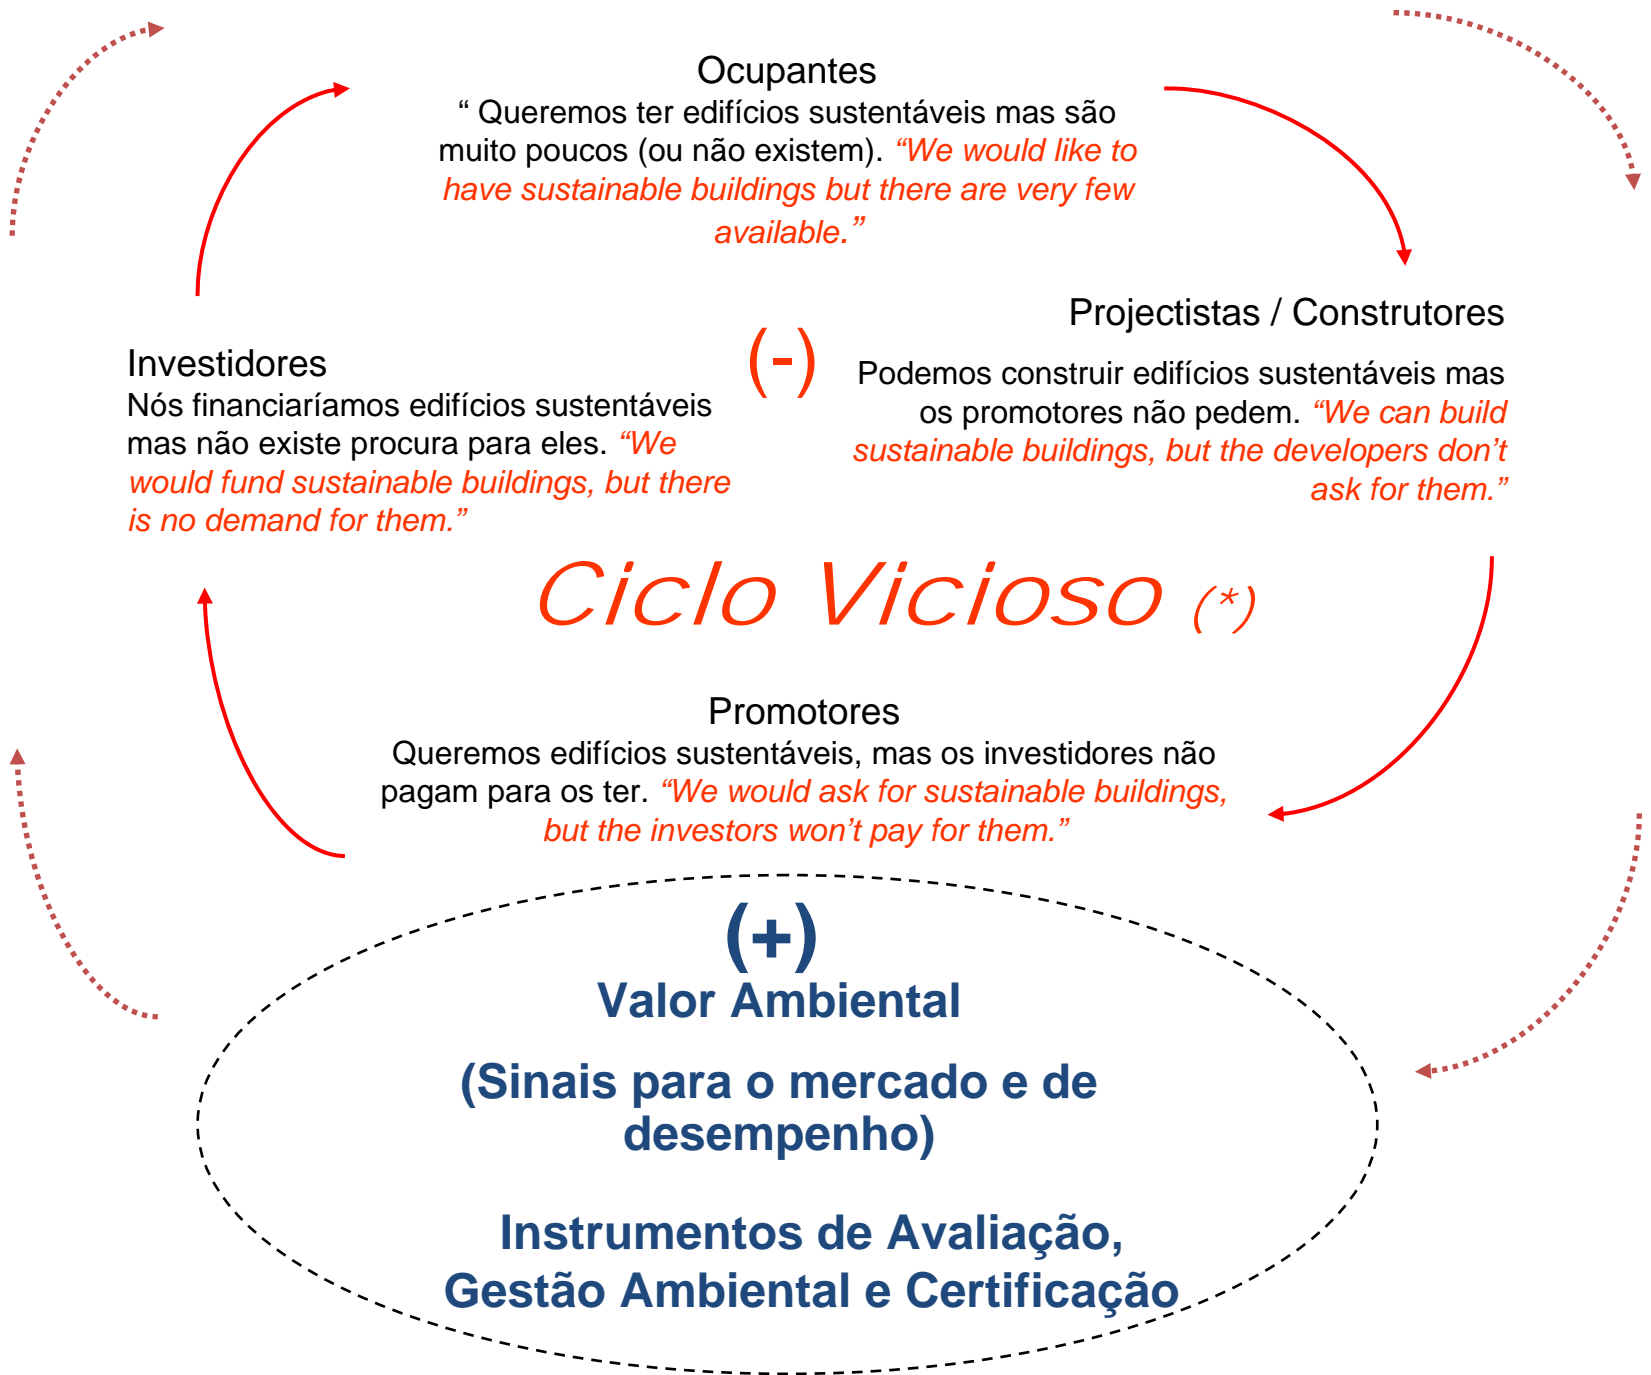 Ocupantes
“ Queremos ter edifícios sustentáveis mas são
muito poucos (ou não existem). “We would like to
have sustainable buildings but there are very few
available.”
Projectistas / Construtores
Podemos construir edifícios sustentáveis mas
os promotores não pedem. “We can build
sustainable buildings, but the developers don’t
ask for them.”
(-)
Investidores
Nós financiaríamos edifícios sustentáveis
mas não existe procura para eles. “We
would fund sustainable buildings, but there
is no demand for them.”
Ciclo Vicioso (*)
Promotores
Queremos edifícios sustentáveis, mas os investidores não
pagam para os ter. “We would ask for sustainable buildings,
but the investors won’t pay for them.”
(+)
Valor Ambiental
(Sinais para o mercado e de
desempenho)
Instrumentos de Avaliação,
Gestão Ambiental e Certificação